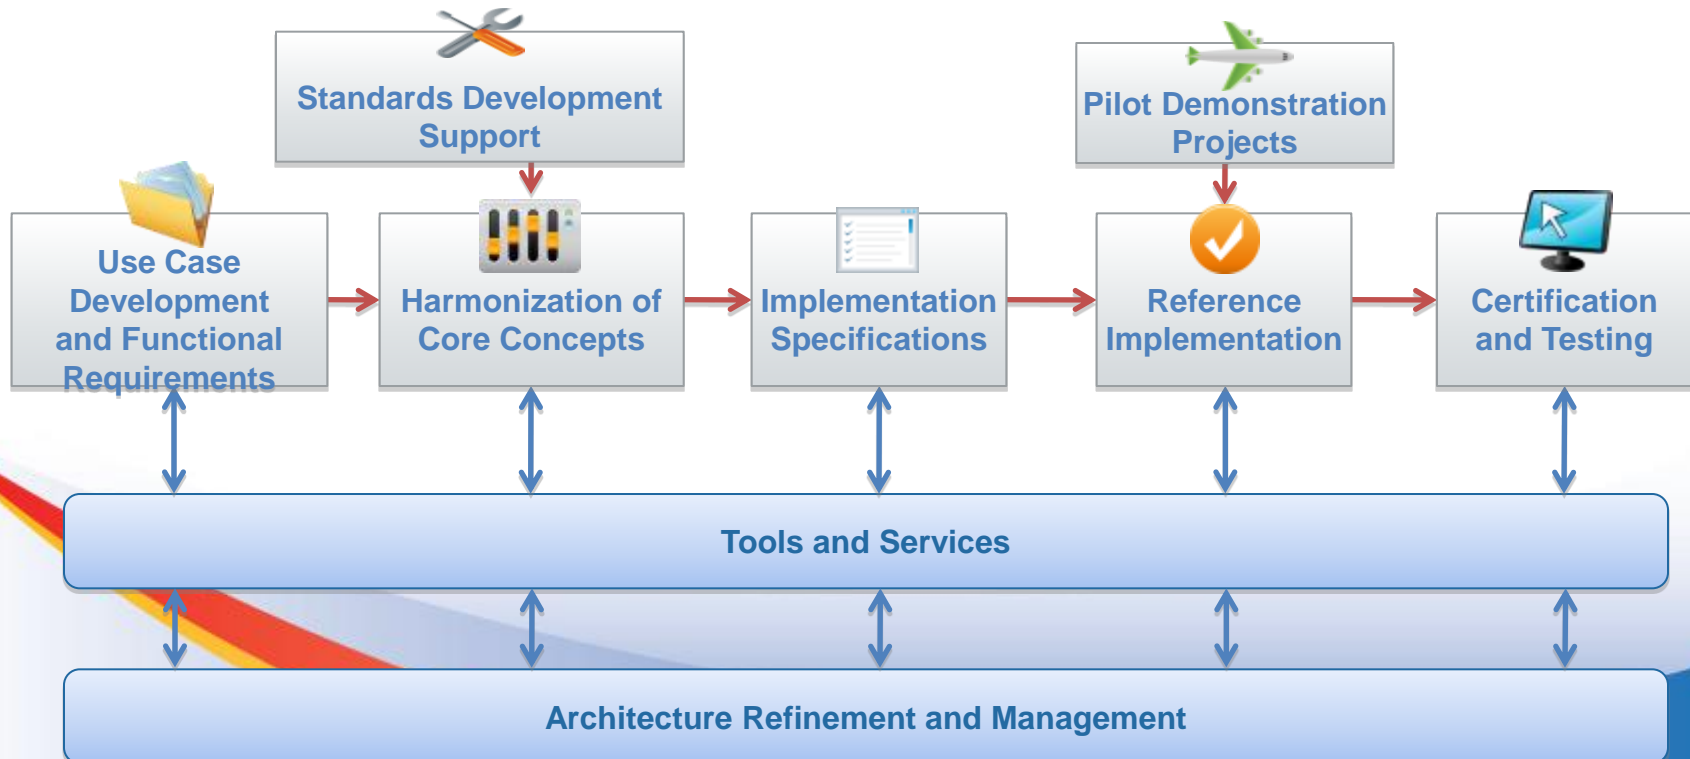 Standards Development
Support
Pilot Demonstration
Projects
Use Case
Development
and Functional
Requirements
Harmonization of
Core Concepts
Implementation
Specifications
Reference
Implementation
Certification
and Testing
Tools and Services
Architecture Refinement and Management